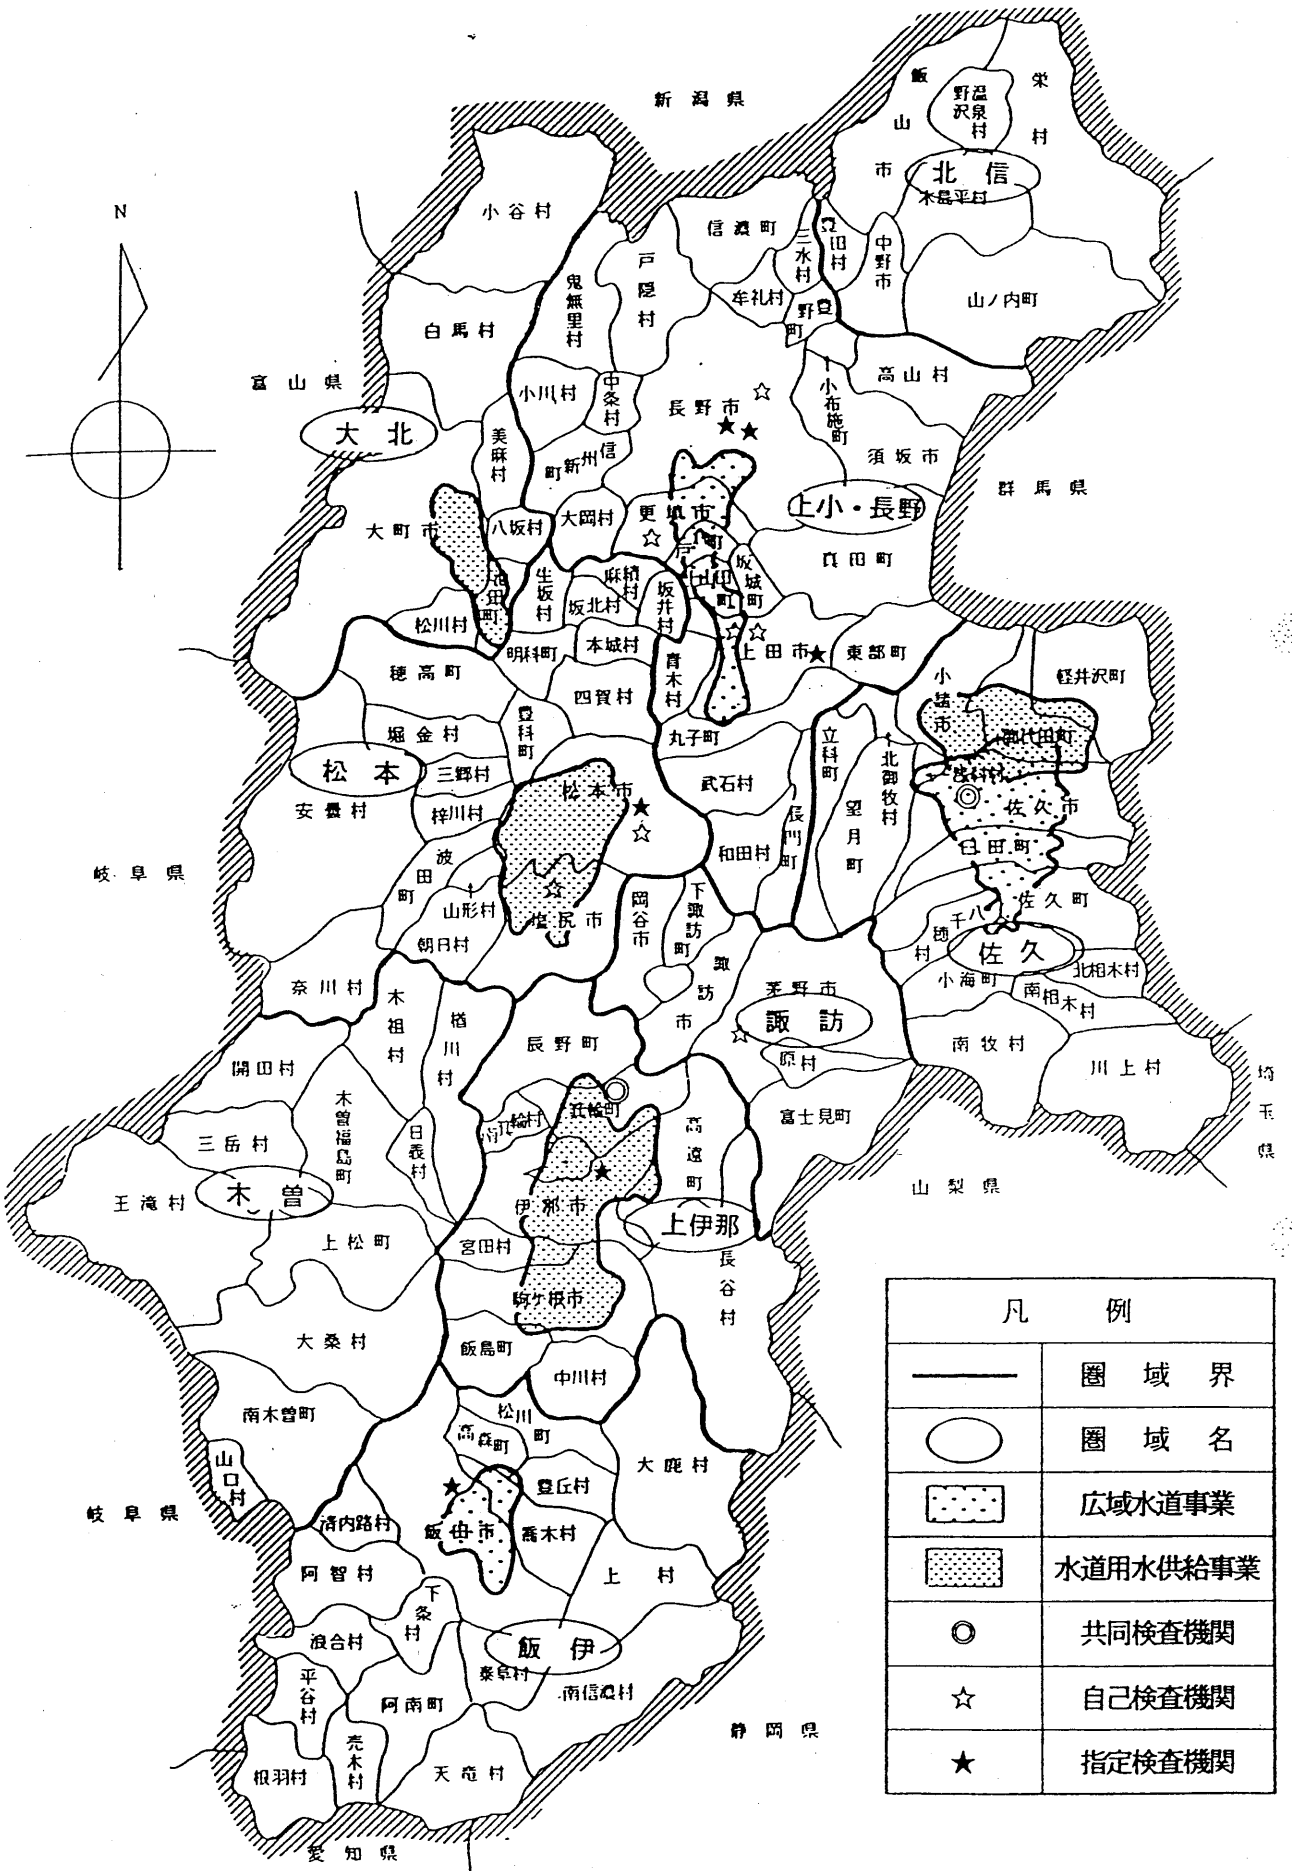 新潟県
飯山市
野沢温泉村
栄村
北信
木島平村
N
小谷村
信濃町
三水村
豊田村
中野市
戸隠村
鬼無里村
牟礼村
豊野町
山ノ内町
白馬村
富山県
小川村
中条村
長野市
小布施町
高山村
大北
美麻村
信州新町
須坂市
群馬県
大町市
八坂村
大岡村
更埴市
上小・長野
戸
町
上山田町
坂城町
真田町
池田町
生坂村
麻績村
坂北村
坂井村
松川村
明科町
本城村
青木村
上田市
東部町
穂高町
四賀村
小諸市
軽井沢町
堀金村
豊科町
丸子町
立科町
北御牧村
御代田町
松本
三郷村
松本市
武石村
長門町
望月町
浅科村
佐久市
安曇村
梓川村
和田村
臼田町
岐阜県
波田町
山形村
塩尻市
岡谷市
下諏訪町
佐久町
八千穂村
朝日村
諏訪市
佐久
北相木村
奈川村
木祖村
楢川村
茅野市
小海町
南相木村
諏訪
辰野町
原村
南牧村
川上村
開田村
木曽福島町
日義村
南箕輪村
箕輪町
高遠町
富士見町
埼玉県
三岳村
王滝村
木曽
伊那市
上伊那
山梨県
上松町
宮田村
長谷村
駒ヶ根市
大桑村
飯島町
中川村
南木曽町
松川町
高森町
大鹿村
山口村
豊丘村
岐阜県
清内路村
飯田市
喬木村
阿智村
下条村
上村
浪合村
飯伊
平谷村
阿南町
泰阜村
南信濃村
静岡県
売木村
根羽村
天竜村
愛知県
凡例
圏域界
圏域名
広域水道事業
水道用水供給事業
共同検査機関
自己検査機関
指定検査機関